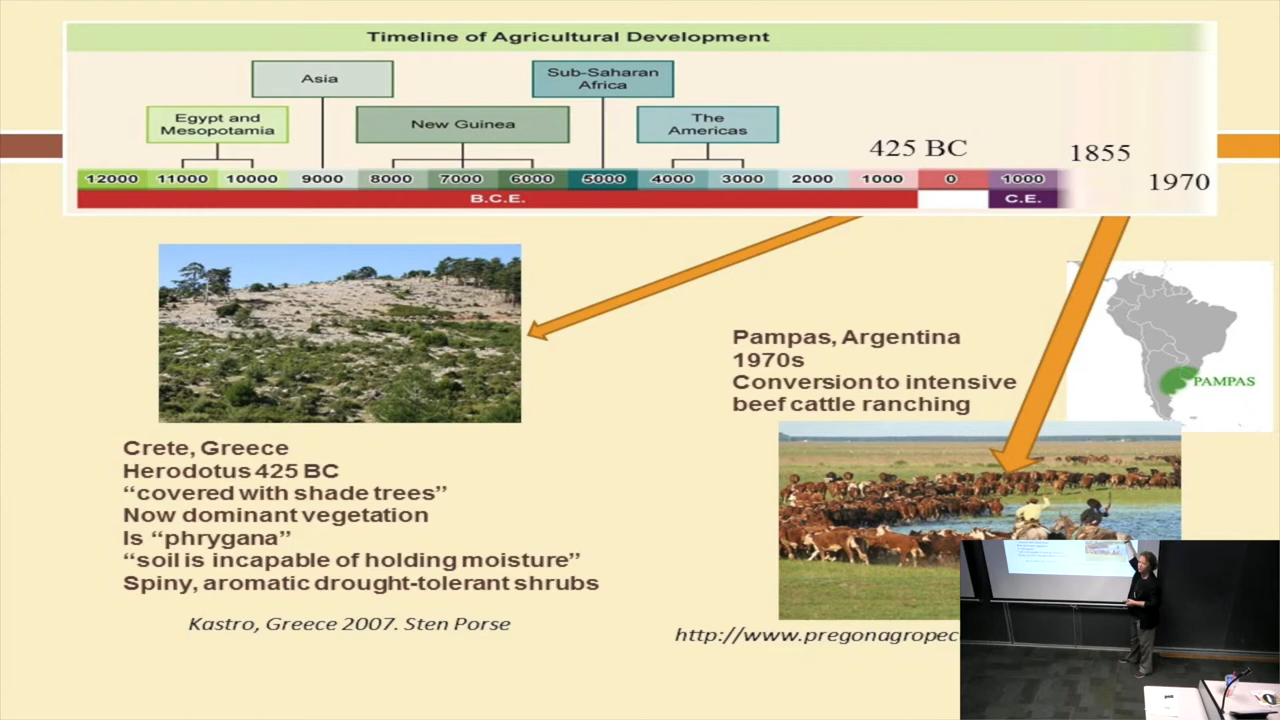 Timeline of Agricultural Development
Asia
Sub-Saharan
Africa
Egypt and
Mesopotamia
New Guinea
The
Americas
425 BC
1855
1970
12000 11000 10000 9000 8000 7000 6000 5000 4000 3000 2000 1000 0 1000
B.C.E. C.E.
PAMPAS
Pampas, Argentina
1970s
Conversion to intensive
beef cattle ranching
Crete, Greece
Herodotus 425 BC
“covered with shade trees”
Now dominant vegetation
Is “phrygana”
“soil is incapable of holding moisture”
Spiny, aromatic drought-tolerant shrubs
Kastro, Greece 2007. Sten Porse
http://www.pregonagropec